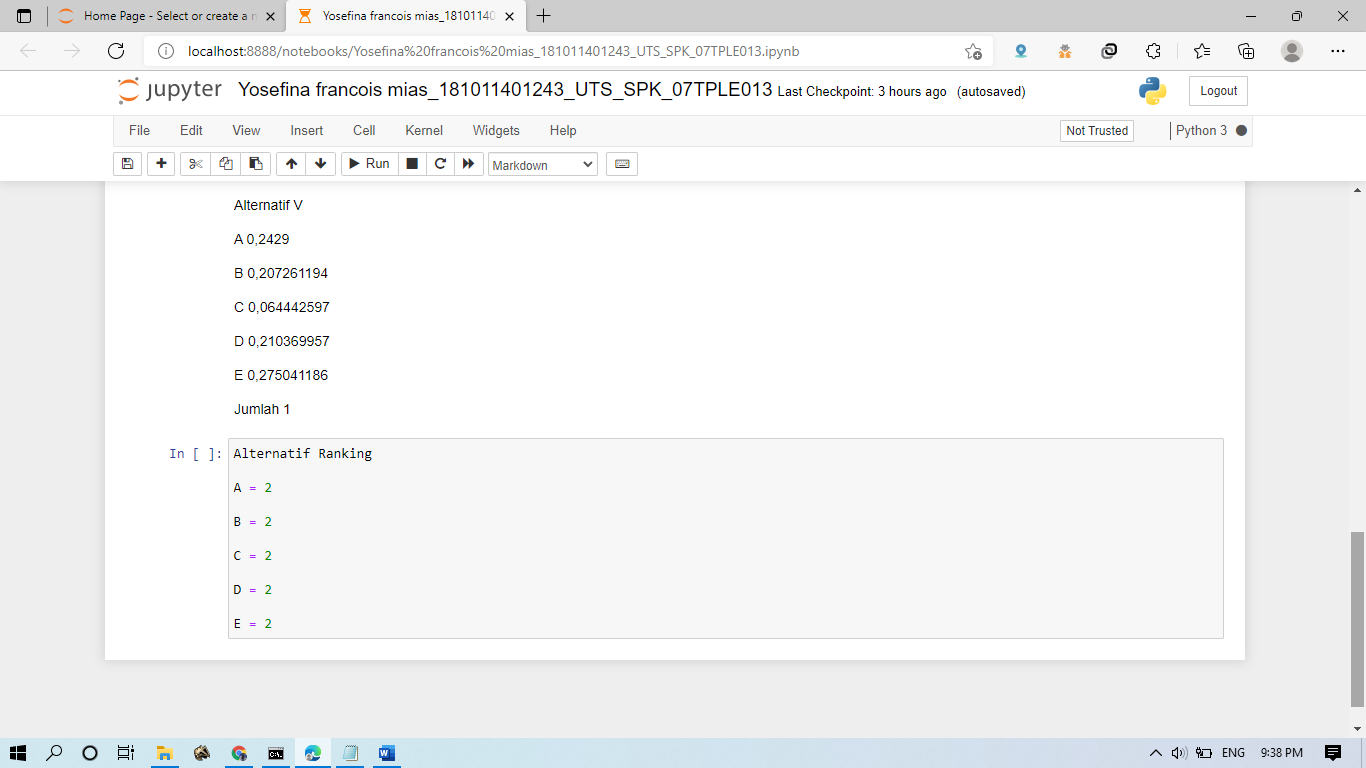 Home Page - Select or create a n
Yosefina francois mias_18101140
localhost:8888/notebooks/Yosefina%20francois%20mias_181011401243_UTS_SPK_07TPLE013.ipynb
jupyter Yosefina francois mias_181011401243_UTS_SPK_07TPLE013 Last Checkpoint: 3 hours ago (autosaved)
Logout
File Edit View Insert Cell Kernel Widgets Help
Not Trusted
Python 3
Run
Markdown
Alternatif V
A 0,2429
B 0,207261194
C 0,064442597
D 0,210369957
E 0,275041186
Jumlah 1
In [ ]:
Alternatif Ranking
A = 2
B = 2
C = 2
D = 2
E = 2
ENG
9:38 PM